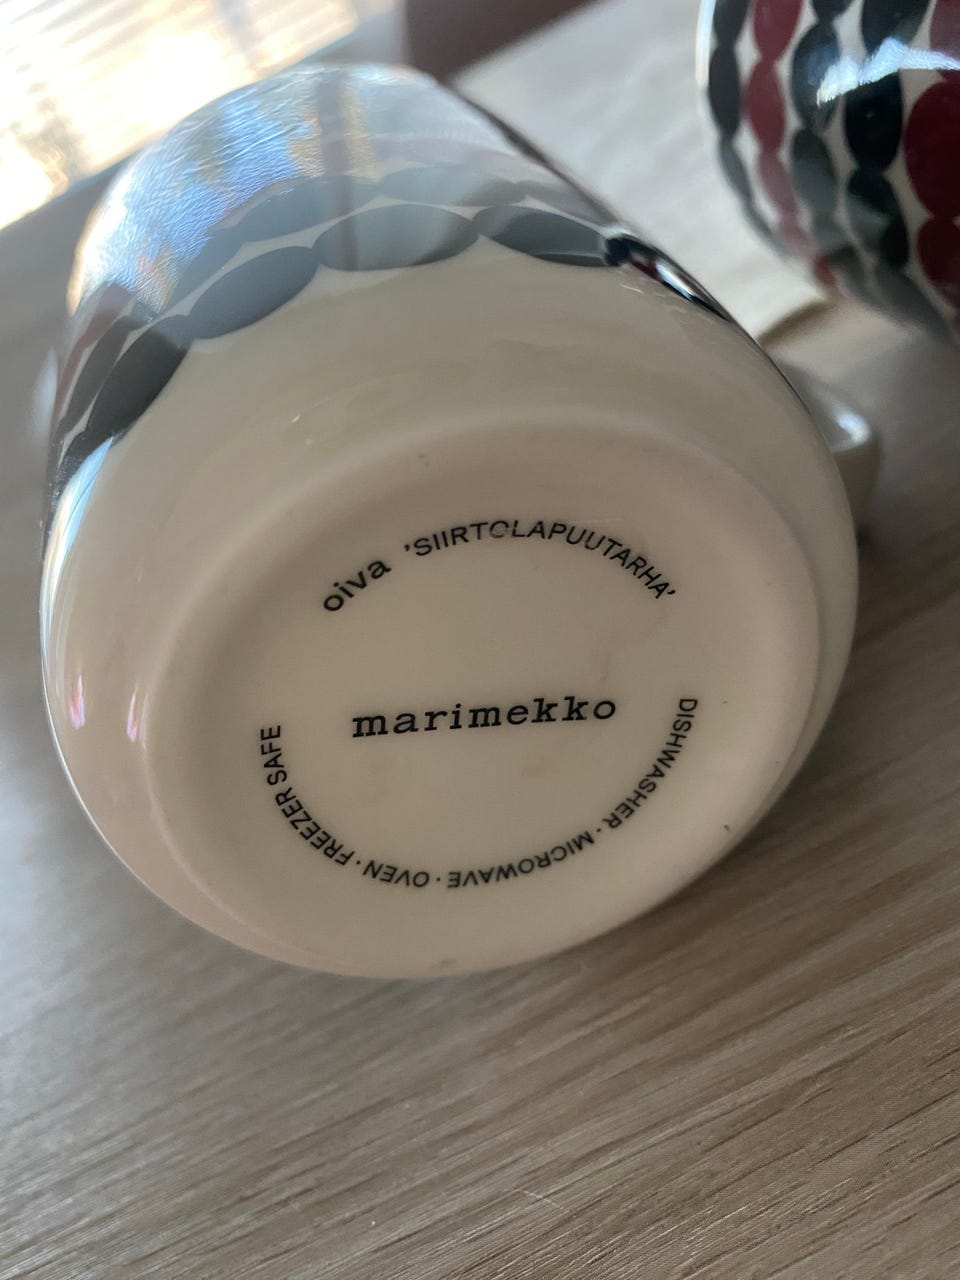 oiva 'SIIRTOLAPUUTARHA'
marimekko
DISHWASHER · MICROWAVE · OVEN · FREEZER SAFE